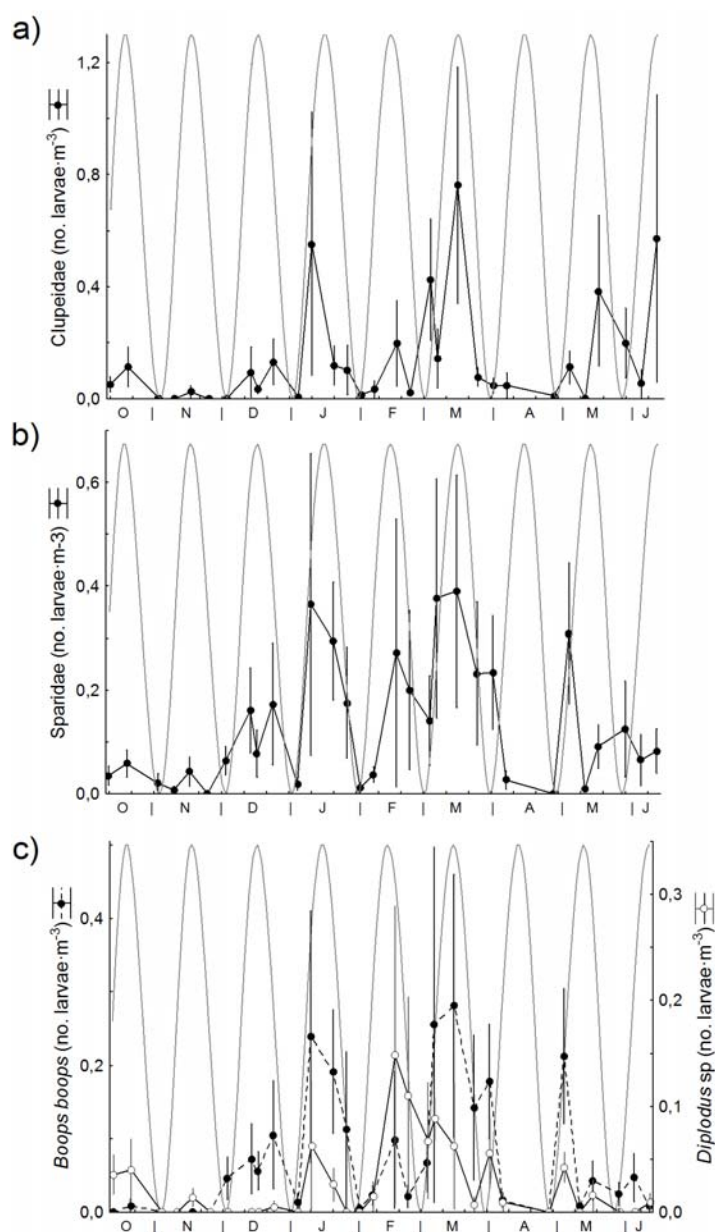 a)
Clupeidae (no. larvae·m⁻³)
1,2
0,8
0,4
0,0
O | N | D | J | F | M | A | M | J
b)
Sparidae (no. larvae·m-3)
0,6
0,4
0,2
0,0
O | N | D | J | F | M | A | M | J
c)
Boops boops (no. larvae·m⁻³)
0,4
0,2
0,0
Diplodus sp (no. larvae·m⁻³)
0,3
0,2
0,1
0,0
O | N | D | J | F | M | A | M | J